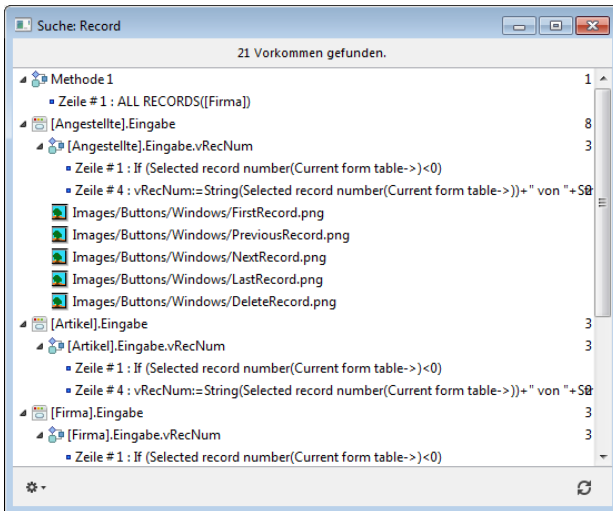 Suche: Record
21 Vorkommen gefunden.
Methode1 1
Zeile #1 : ALL RECORDS([Firma])
[Angestellte].Eingabe 8
[Angestellte].Eingabe.vRecNum 3
Zeile #1 : If (Selected record number(Current form table->)<0)
Zeile #4 : vRecNum:=String(Selected record number(Current form table->))+" von "+
Images/Buttons/Windows/FirstRecord.png
Images/Buttons/Windows/PreviousRecord.png
Images/Buttons/Windows/NextRecord.png
Images/Buttons/Windows/LastRecord.png
Images/Buttons/Windows/DeleteRecord.png
[Artikel].Eingabe 3
[Artikel].Eingabe.vRecNum 3
Zeile #1 : If (Selected record number(Current form table->)<0)
Zeile #4 : vRecNum:=String(Selected record number(Current form table->))+" von "+
[Firma].Eingabe 3
[Firma].Eingabe.vRecNum 3
Zeile #1 : If (Selected record number(Current form table->)<0)